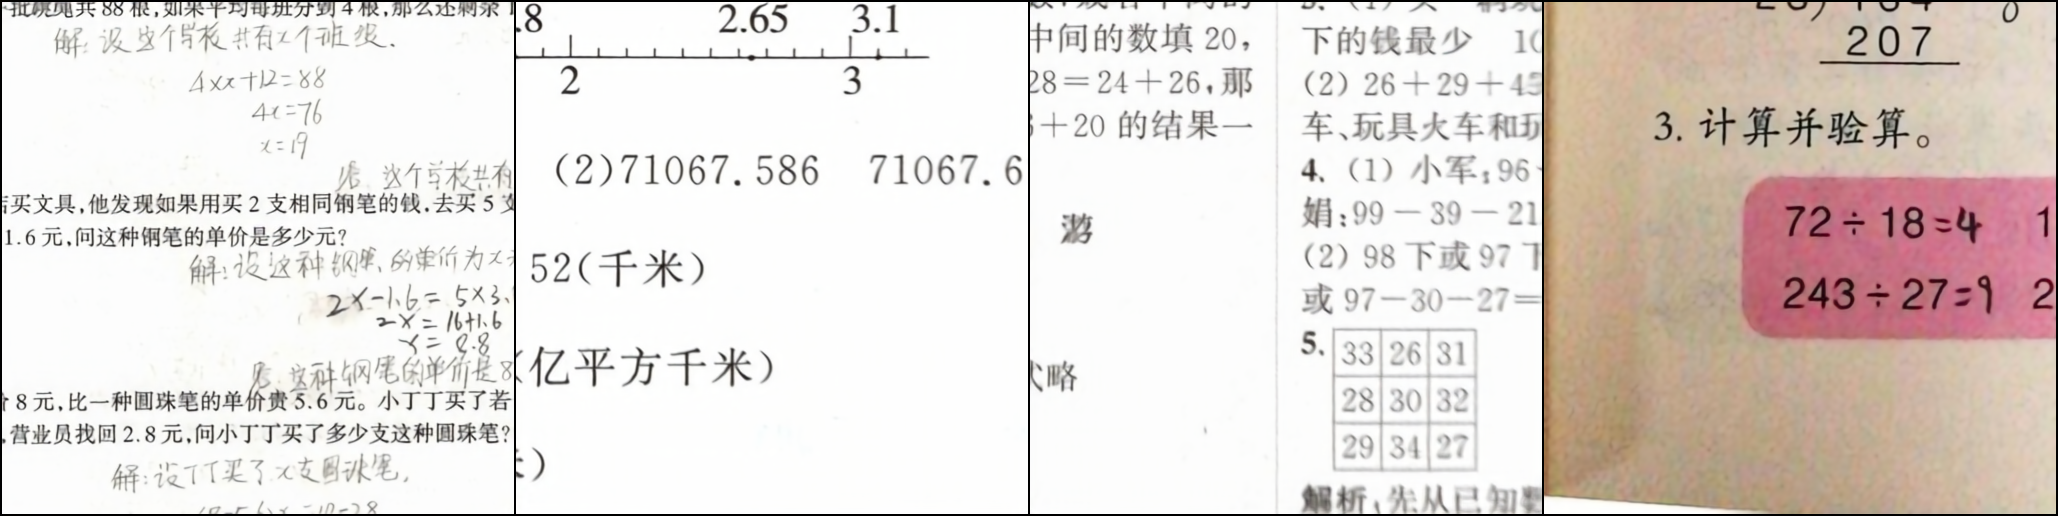 批跳绳共88根,如果平均每班分到4根,那么还剩余1
解:设这个学校共有x个班级.
4×x+12=88
4x=76
x=19
答:这个学校共有
店买文具,他发现如果用买2支相同钢笔的钱,去买5支
1.6元,问这种钢笔的单价是多少元?
解:设这种钢笔的单价为x元
2x-1.6=5×3.
2x=16+1.6
x=8.8
答:这种钢笔的单价是8
价8元,比一种圆珠笔的单价贵5.6元。小丁丁买了若
,营业员找回2.8元,问小丁丁买了多少支这种圆珠笔?
解:设丁丁买了x支圆珠笔,
.8 2.65 3.1
2 3
(2)71067.586 71067.6
52(千米)
(亿平方千米)
)
中间的数填20,
28=24+26,那
+20的结果一
游
略
下的钱最少 10
(2) 26+29+45
车、玩具火车和玩
4. (1) 小军:96
娟:99-39-21
(2) 98下或97下
或97-30-27=
5.
33 26 31
28 30 32
29 34 27
解析:先从已知数
207
3. 计算并验算。
72÷18=4 1
243÷27=9 2